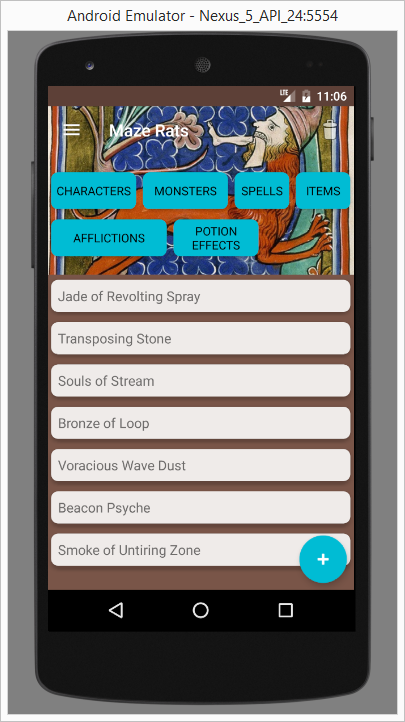 Android Emulator - Nexus_5_API_24:5554
LTE 11:06
Maze Rats
CHARACTERS MONSTERS SPELLS ITEMS
AFFLICTIONS POTION EFFECTS
Jade of Revolting Spray
Transposing Stone
Souls of Stream
Bronze of Loop
Voracious Wave Dust
Beacon Psyche
Smoke of Untiring Zone
+